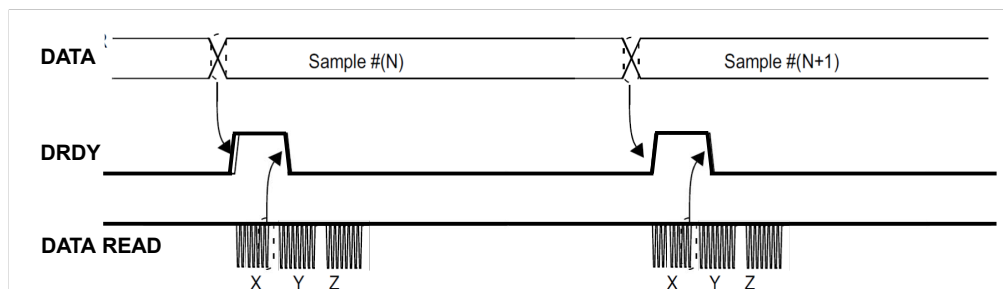 DATA
Sample #(N)
Sample #(N+1)
DRDY
DATA READ
X Y Z
X Y Z